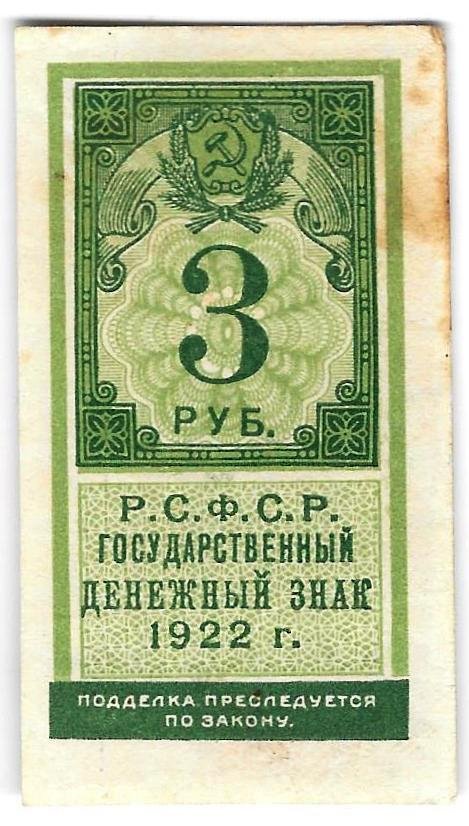 3
РУБ.
Р.С.Ф.С.Р.
ГОСУДАРСТВЕННЫЙ
ДЕНЕЖНЫЙ ЗНАК
1922 г.
ПОДДЕЛКА ПРЕСЛЕДУЕТСЯ
ПО ЗАКОНУ.